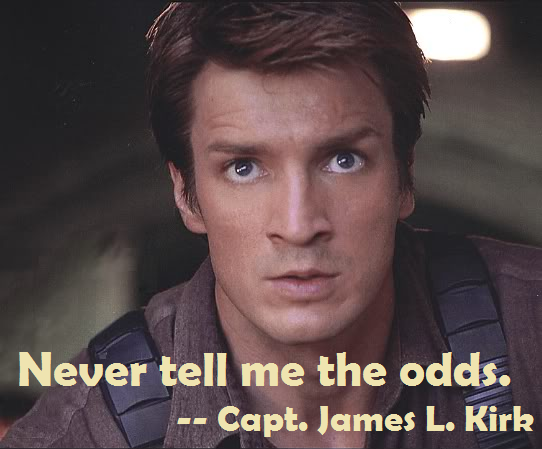 Never tell me the odds.
-- Capt. James L. Kirk